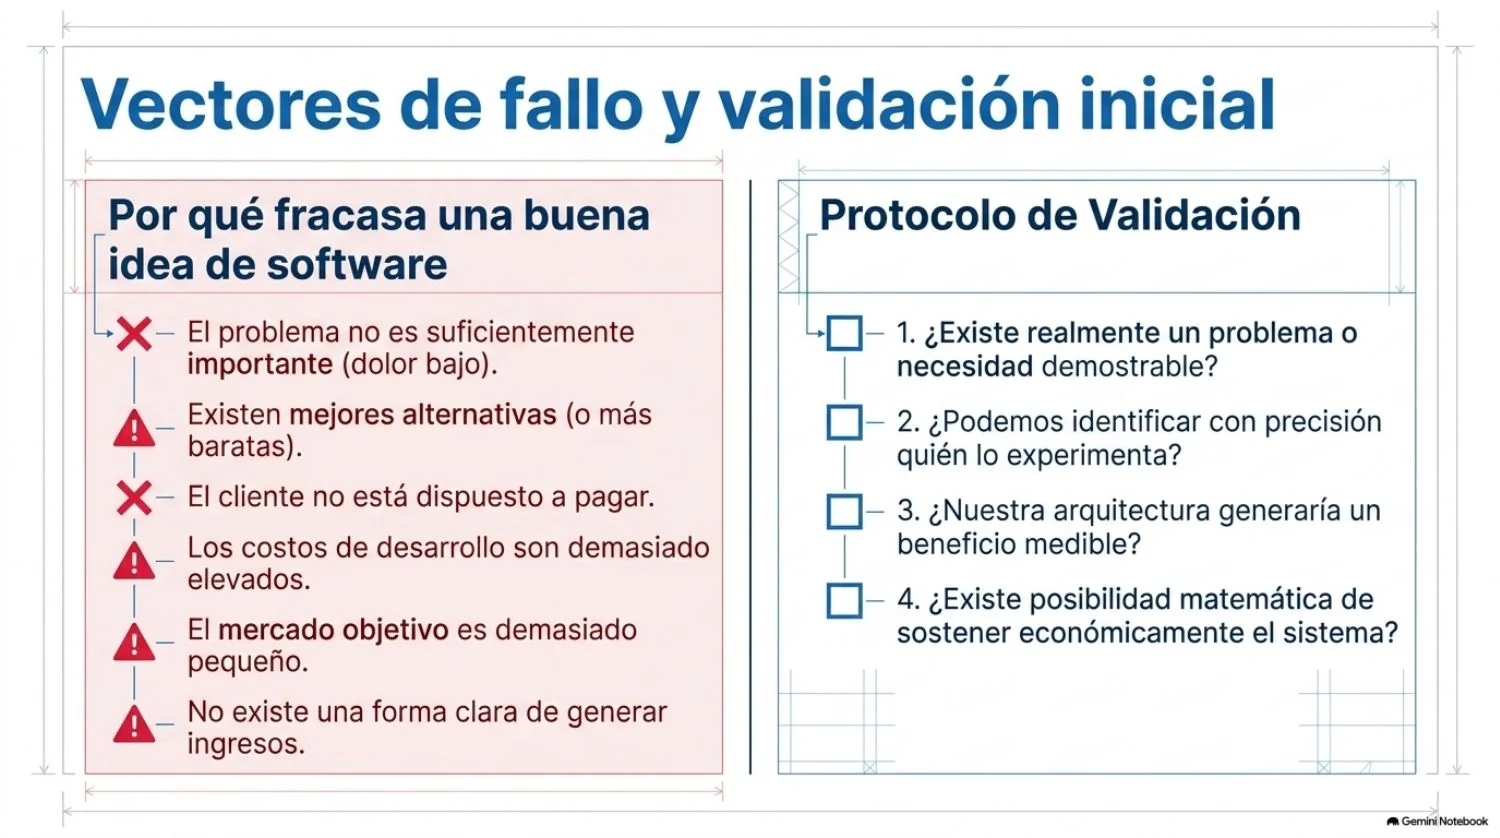 Vectores de fallo y validación inicial
Por qué fracasa una buena
idea de software
El problema no es suficientemente
importante (dolor bajo).
Existen mejores alternativas (o más
baratas).
El cliente no está dispuesto a pagar.
Los costos de desarrollo son demasiado
elevados.
El mercado objetivo es demasiado
pequeño.
No existe una forma clara de generar
ingresos.
Protocolo de Validación
1. ¿Existe realmente un problema o
necesidad demostrable?
2. ¿Podemos identificar con precisión
quién lo experimenta?
3. ¿Nuestra arquitectura generaría un
beneficio medible?
4. ¿Existe posibilidad matemática de
sostener económicamente el sistema?
Gemini Notebook